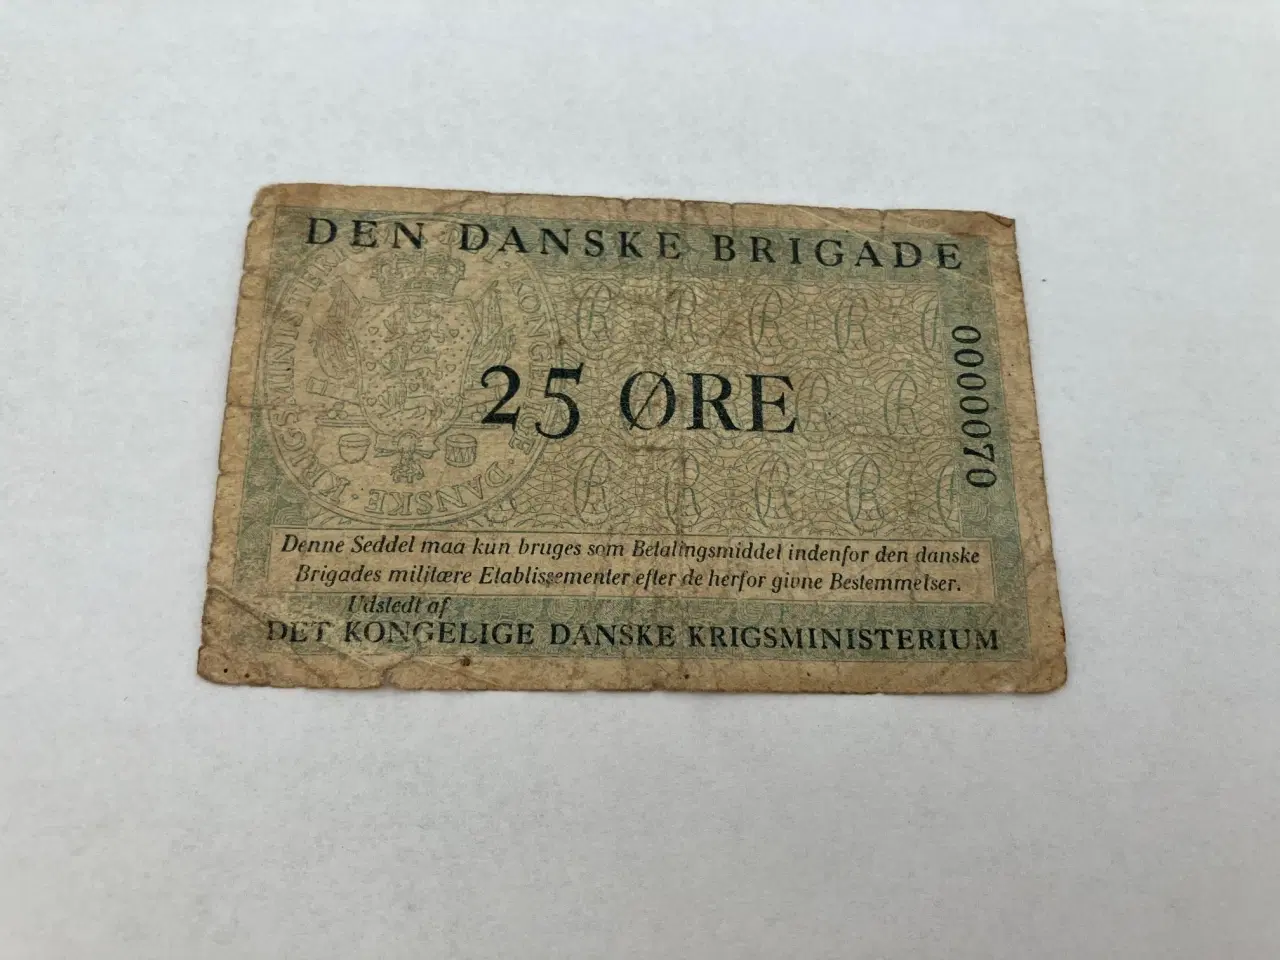 DEN DANSKE BRIGADE
25 ØRE
0000070
Denne Seddel maa kun bruges som Betalingsmiddel indenfor den danske
Brigades militære Etablissementer efter de herfor givne Bestemmelser.
Udstedt af
DET KONGELIGE DANSKE KRIGSMINISTERIUM